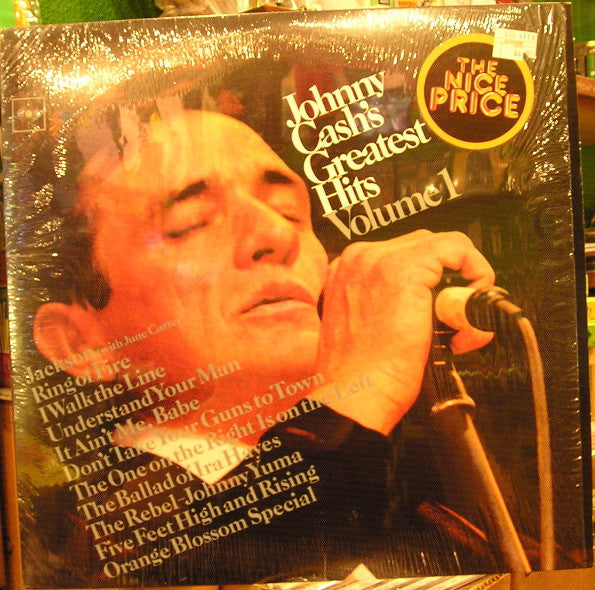 Johnny
Cash's
Greatest
Hits
Volume 1
THE
NICE
PRICE
Jackson (with June Carter)
Ring of Fire
I Walk the Line
Understand Your Man
It Ain't Me, Babe
Don't Take Your Guns to Town
The One on the Right Is on the Left
The Ballad of Ira Hayes
The Rebel-Johnny Yuma
Five Feet High and Rising
Orange Blossom Special